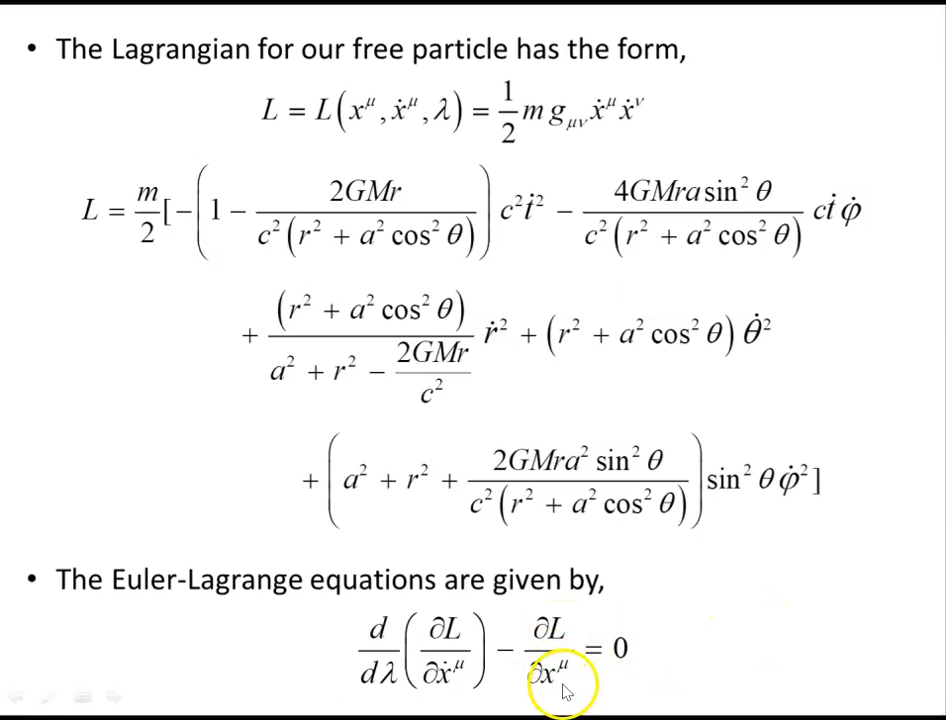 • The Lagrangian for our free particle has the form,
L = L(x^μ, ẋ^μ, λ) = 1/2 m g_μν ẋ^μ ẋ^ν
L = m/2 [ −( 1 − 2GMr / c²(r² + a² cos² θ) ) c²ṫ² − 4GMra sin² θ / c²(r² + a² cos² θ) cṫ φ̇
+ (r² + a² cos² θ) / (a² + r² − 2GMr/c²) ṙ² + (r² + a² cos² θ) θ̇²
+ ( a² + r² + 2GMra² sin² θ / c²(r² + a² cos² θ) ) sin² θ φ̇² ]
• The Euler-Lagrange equations are given by,
d/dλ ( ∂L/∂ẋ^μ ) − ∂L/∂x^μ = 0